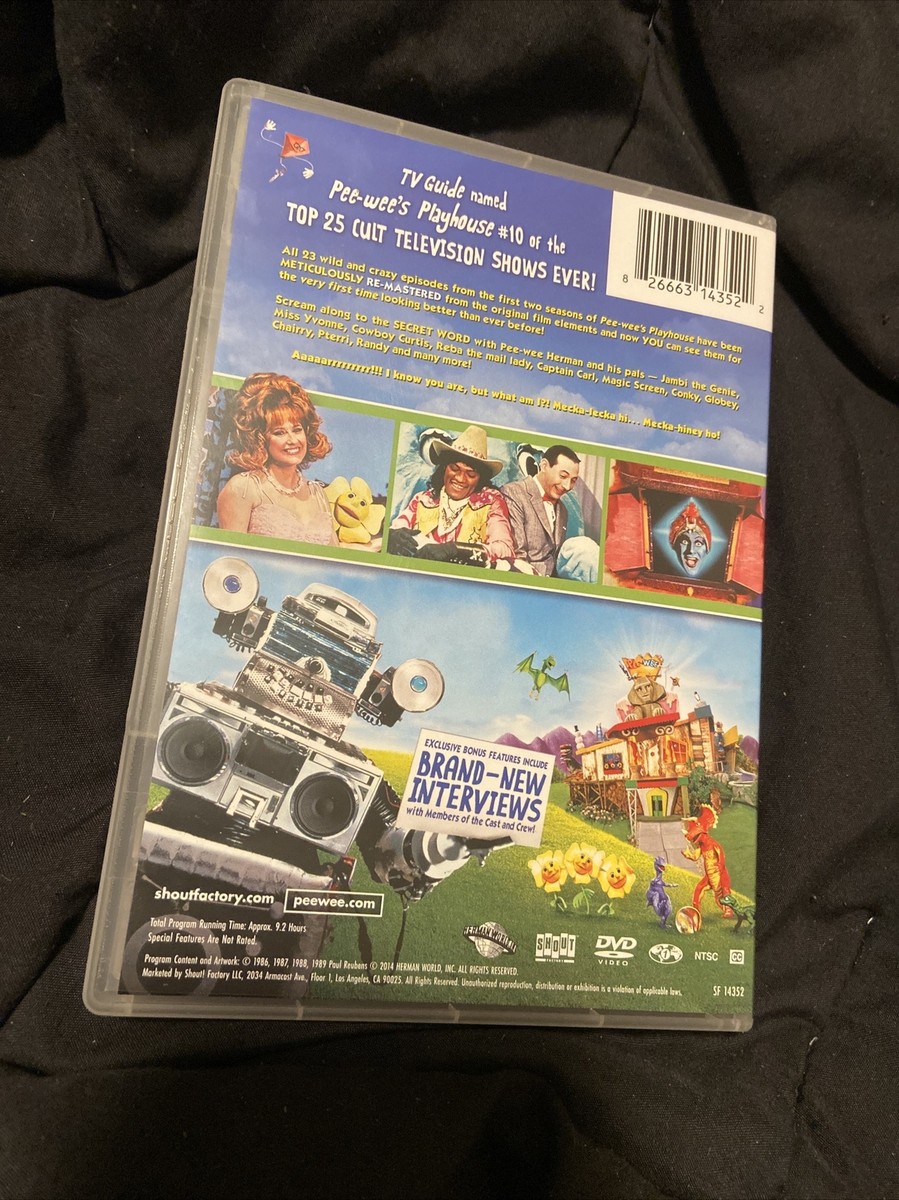 TV Guide named
Pee-wee's Playhouse #10 of the
TOP 25 CULT TELEVISION SHOWS EVER!
8 26663 14352 2
All 23 wild and crazy episodes from the first two seasons of Pee-wee's Playhouse have been
METICULOUSLY RE-MASTERED from the original film elements and now YOU can see them for
the very first time looking better than ever before!
Scream along to the SECRET WORD with Pee-wee Herman and his pals — Jambi the Genie,
Miss Yvonne, Cowboy Curtis, Reba the mail lady, Captain Carl, Magic Screen, Conky, Globey,
Chairry, Pterri, Randy and many more!
Aaaaarrrrrrrrr!!! I know you are, but what am I?! Mecka-lecka hi... Mecka-hiney ho!
PEE-WEE
EXCLUSIVE BONUS FEATURES INCLUDE
BRAND-NEW
INTERVIEWS
with Members of the Cast and Crew!
shoutfactory.com peewee.com
Total Program Running Time: Approx. 9.2 Hours
Special Features Are Not Rated.
HERMAN WORLD
SHOUT
FACTORY
DVD
VIDEO
1
NTSC
CC
Program Content and Artwork: © 1986, 1987, 1988, 1989 Paul Reubens © 2014 HERMAN WORLD, INC. ALL RIGHTS RESERVED.
Marketed by Shout! Factory LLC, 2034 Armacost Ave., Floor 1, Los Angeles, CA 90025. All Rights Reserved. Unauthorized reproduction, distribution or exhibition is a violation of applicable laws.
SF 14352